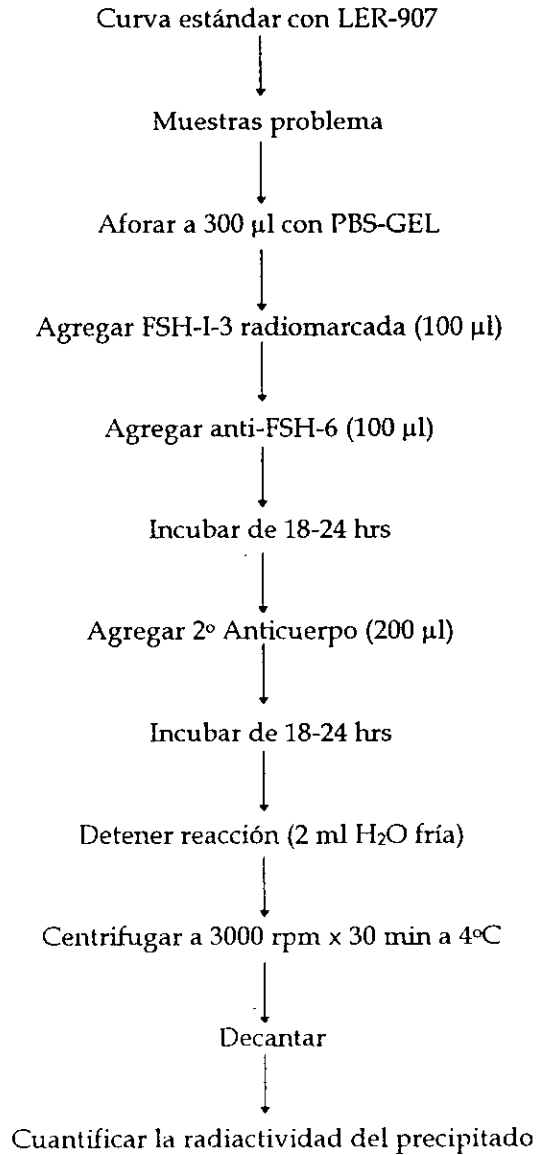 Curva estándar con LER-907
Muestras problema
Aforar a 300 µl con PBS-GEL
Agregar FSH-I-3 radiomarcada (100 µl)
Agregar anti-FSH-6 (100 µl)
Incubar de 18-24 hrs
Agregar 2º Anticuerpo (200 µl)
Incubar de 18-24 hrs
Detener reacción (2 ml H₂O fría)
Centrifugar a 3000 rpm x 30 min a 4ºC
Decantar
Cuantificar la radiactividad del precipitado